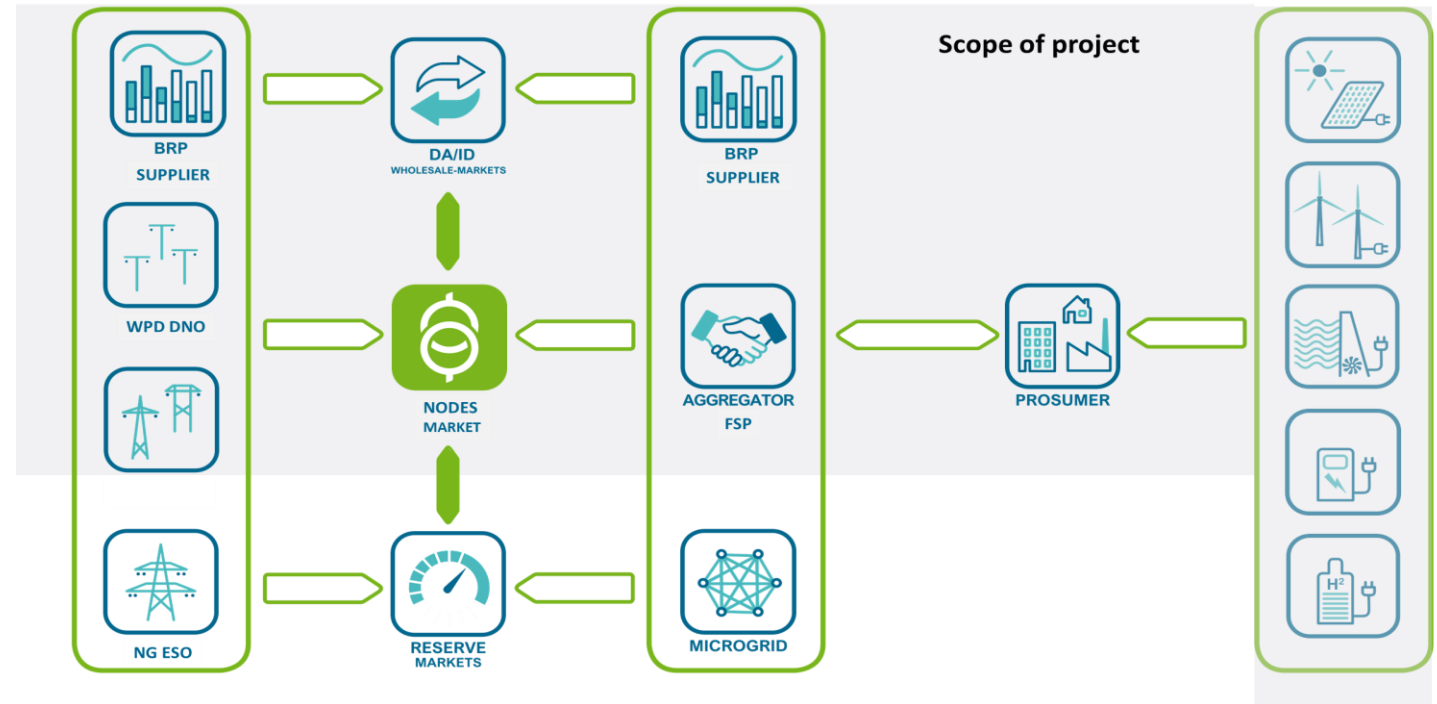 Scope of project
BRP
SUPPLIER
DA/ID
WHOLESALE-MARKETS
BRP
SUPPLIER
WPD DNO
NODES
MARKET
AGGREGATOR
FSP
PROSUMER
NG ESO
RESERVE
MARKETS
MICROGRID
H²